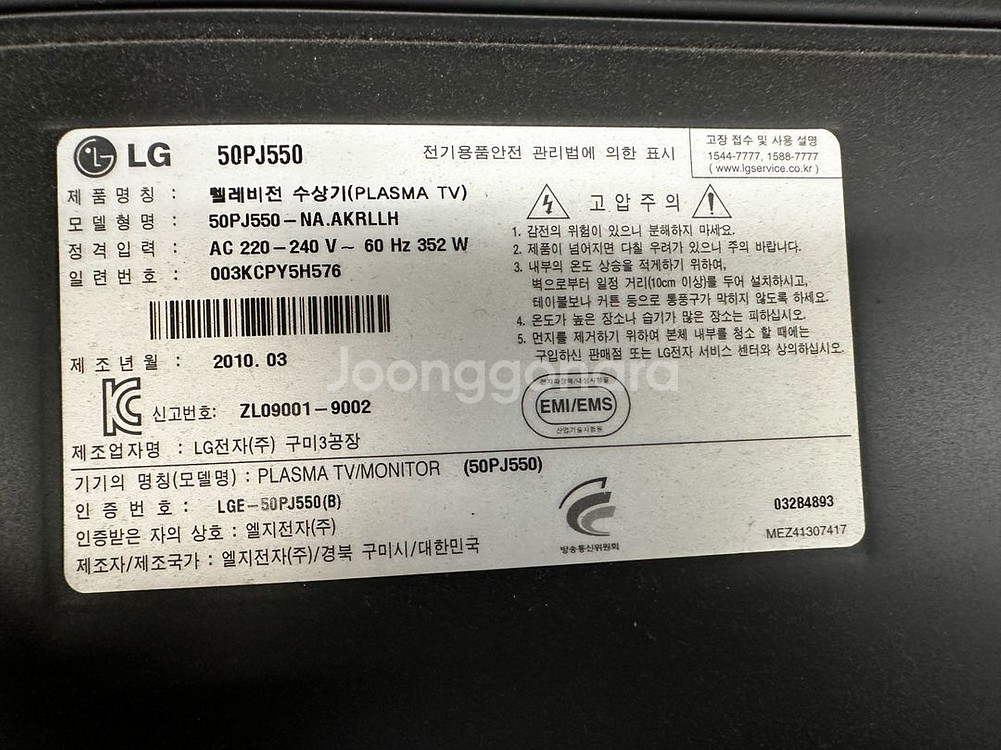 LG 50PJ550
전기용품안전 관리법에 의한 표시
고장 접수 및 사용 설명
1544-7777, 1588-7777
( www.lgservice.co.kr )
제 품 명 칭 : 텔레비전 수상기(PLASMA TV)
모 델 형 명 : 50PJ550-NA.AKRLLH
정 격 입 력 : AC 220-240 V~ 60 Hz 352 W
일 련 번 호 : 003KCPY5H576
고 압 주 의
1. 감전의 위험이 있으니 분해하지 마세요.
2. 제품이 넘어지면 다칠 우려가 있으니 주의 바랍니다.
3. 내부의 온도 상승을 적게하기 위하여,
벽으로부터 일정 거리(10cm 이상)를 두어 설치하시고,
테이블보나 커튼 등으로 통풍구가 막히지 않도록 하세요.
4. 온도가 높은 장소나 습기가 많은 장소는 피하십시오.
5. 먼지를 제거하기 위하여 본체 내부를 청소 할 때에는
구입하신 판매점 또는 LG전자 서비스 센터와 상의하십시오.
제 조 년 월 : 2010. 03
Joonggonara
신고번호: ZL09001-9002
EMI/EMS
산업기술시험원
제조업자명 : LG전자(주) 구미3공장
기기의 명칭(모델명) : PLASMA TV/MONITOR (50PJ550)
인 증 번 호 : LGE-50PJ550(B)
인증받은 자의 상호 : 엘지전자(주)
제조자/제조국가 : 엘지전자(주)/경북 구미시/대한민국
방송통신위원회
032B4893
MEZ41307417